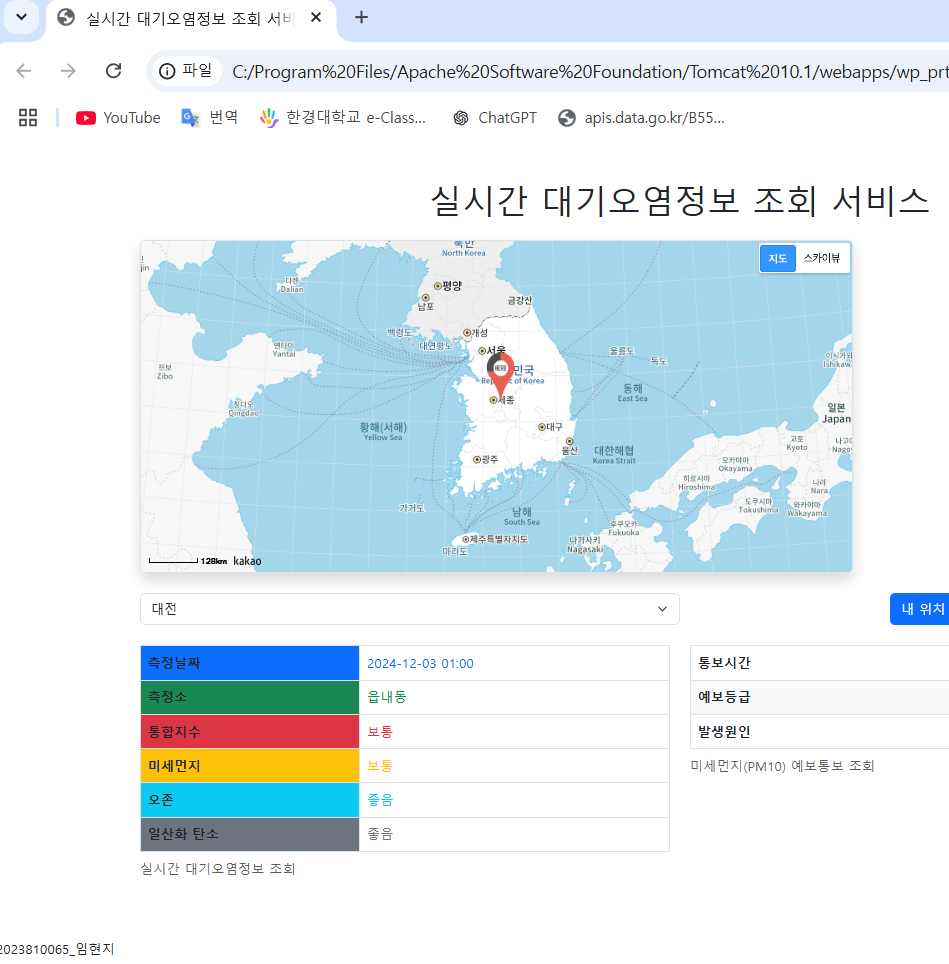 실시간 대기오염정보 조회 서비
파일
C:/Program%20Files/Apache%20Software%20Foundation/Tomcat%2010.1/webapps/wp_prt
YouTube
번역
한경대학교 e-Class...
ChatGPT
apis.data.go.kr/B55...
실시간 대기오염정보 조회 서비스
지도
스카이뷰
북한
North Korea
jin
다롄
Dalian
평양
남포
금강산
백령도
대연평도
개성
서울
HERE
민국
Republic of Korea
세종
옌타이
Yantai
쯔보
Zibo
칭다오
Qingdao
황해(서해)
Yellow Sea
울릉도
독도
동해
East Sea
대구
울산
광주
대한해협
Korea Strait
가거도
남해
South Sea
제주특별자치도
마라도
이시카와
Ishikawa
일본
Japan
교토
Kyoto
나고
Nago
오카야마
Okayama
히로시마
Hiroshima
나라
Nara
도쿠시마
Tokushima
와카야마
Wakayama
후쿠오카
Fukuoka
나가사키
Nagasaki
128km
kakao
대전
내 위치
측정날짜 2024-12-03 01:00
측정소 읍내동
통합지수 보통
미세먼지 보통
오존 좋음
일산화 탄소 좋음
실시간 대기오염정보 조회
통보시간
예보등급
발생원인
미세먼지(PM10) 예보통보 조회
2023810065_임현지